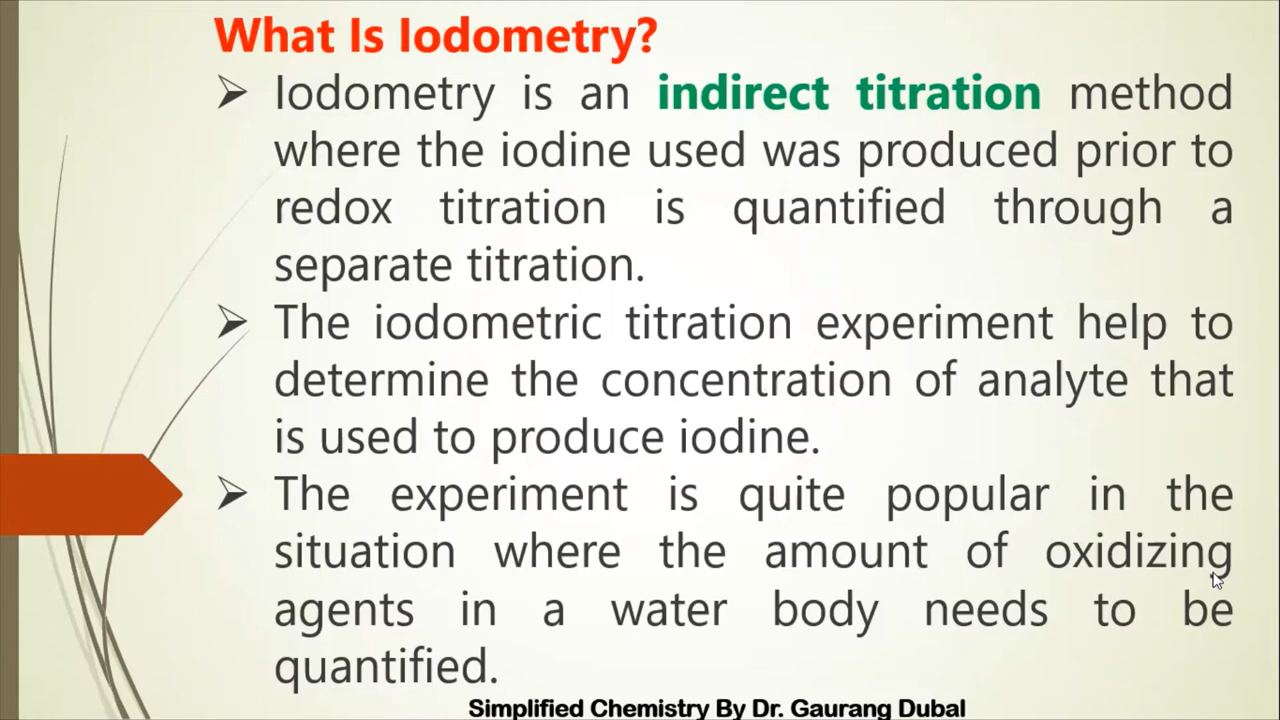 What Is Iodometry?
Iodometry is an indirect titration method
where the iodine used was produced prior to
redox titration is quantified through a
separate titration.
The iodometric titration experiment help to
determine the concentration of analyte that
is used to produce iodine.
The experiment is quite popular in the
situation where the amount of oxidizing
agents in a water body needs to be
quantified.
Simplified Chemistry By Dr. Gaurang Dubal